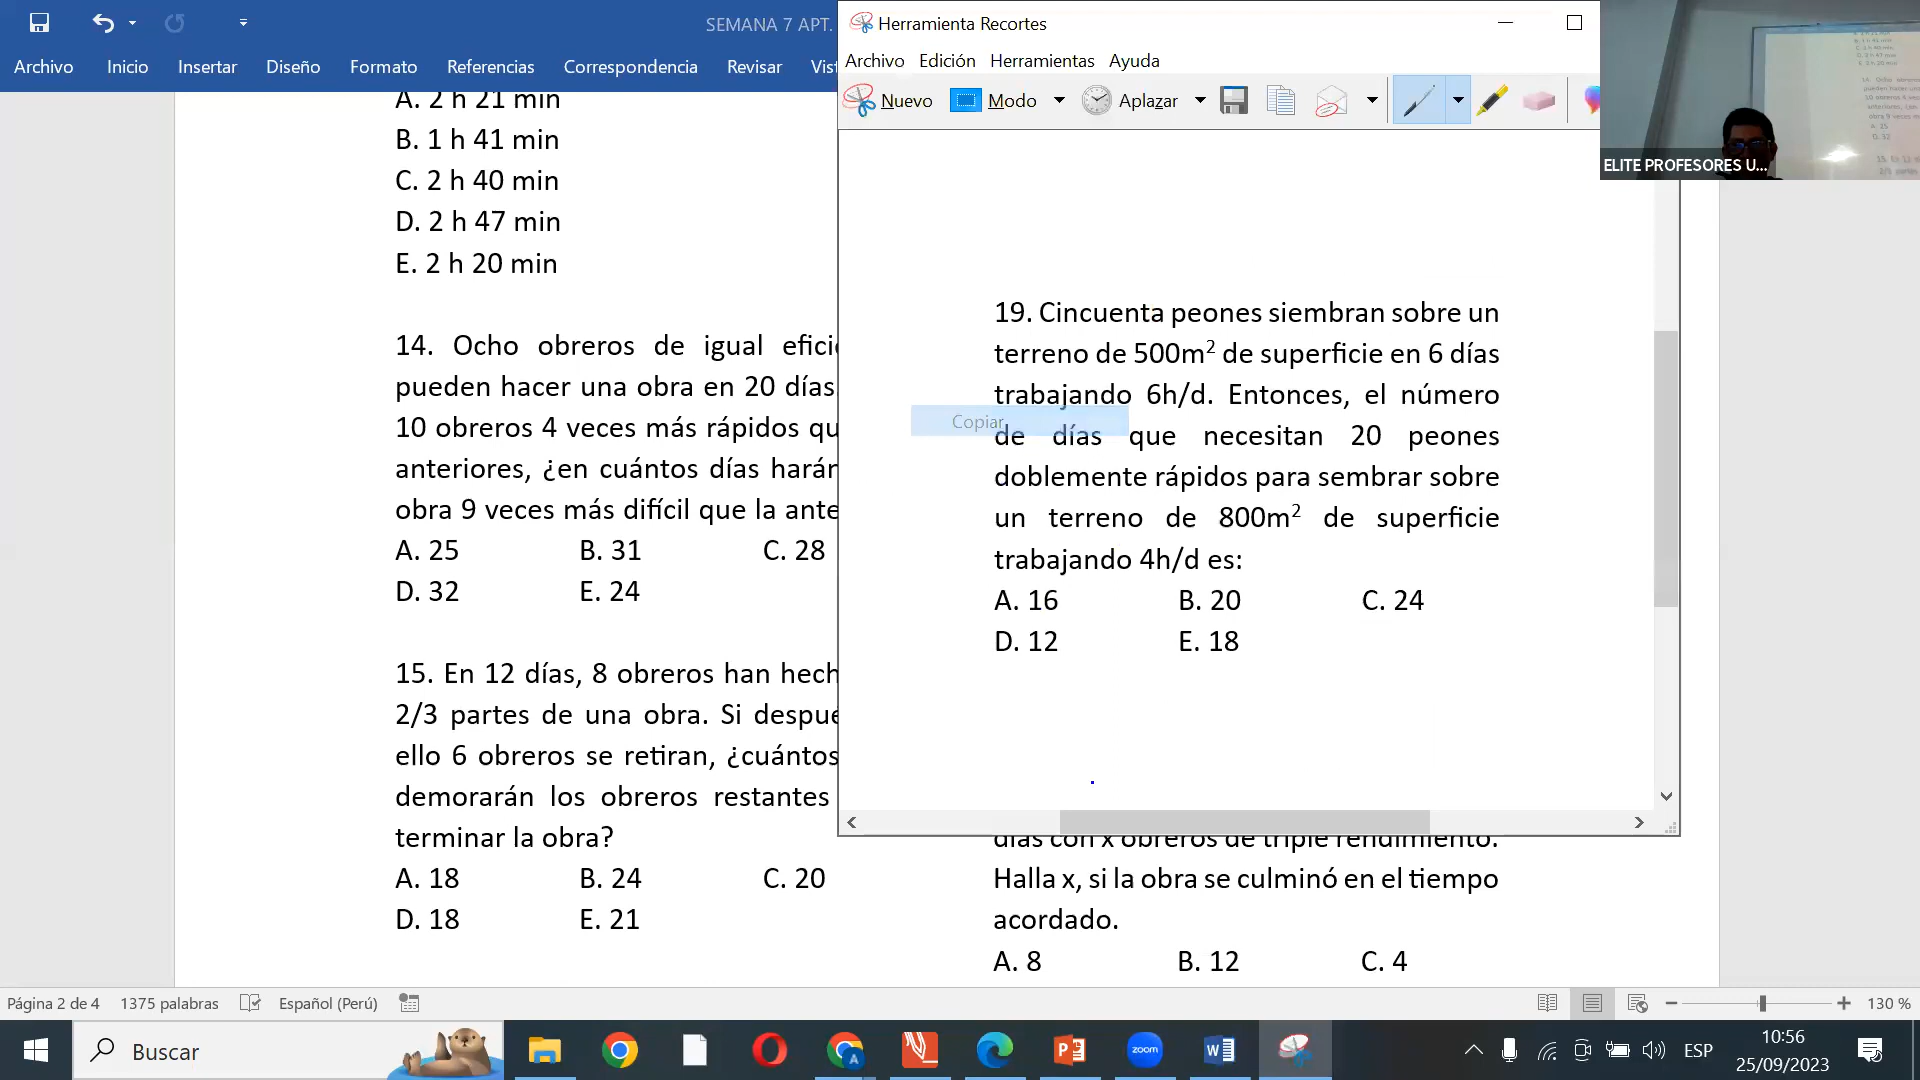 SEMANA 7 APT.
Archivo Inicio Insertar Diseño Formato Referencias Correspondencia Revisar
A. 2 h 21 min
B. 1 h 41 min
C. 2 h 40 min
D. 2 h 47 min
E. 2 h 20 min
14. Ocho obreros de igual
pueden hacer una obra en 20 días
10 obreros 4 veces más rápidos
anteriores, ¿en cuántos días
obra 9 veces más difícil que la
A. 25 B. 31 C. 28
D. 32 E. 24
15. En 12 días, 8 obreros han
2/3 partes de una obra. Si
ello 6 obreros se retiran, ¿cuántos
demorarán los obreros restantes
terminar la obra?
A. 18 B. 24 C. 20
D. 18 E. 21
Herramienta Recortes
Archivo Edición Herramientas Ayuda
Nuevo Modo Aplazar
19. Cincuenta peones siembran sobre un
terreno de 500m² de superficie en 6 días
trabajando 6h/d. Entonces, el número
Copiar
de días que necesitan 20 peones
doblemente rápidos para sembrar sobre
un terreno de 800m² de superficie
trabajando 4h/d es:
A. 16 B. 20 C. 24
D. 12 E. 18
días con x obreros de triple rendimiento.
Halla x, si la obra se culminó en el tiempo
acordado.
A. 8 B. 12 C. 4
ELITE PROFESORES U...
Página 2 de 4 1375 palabras Español (Perú) 130 %
Buscar
zoom
ESP
10:56
25/09/2023